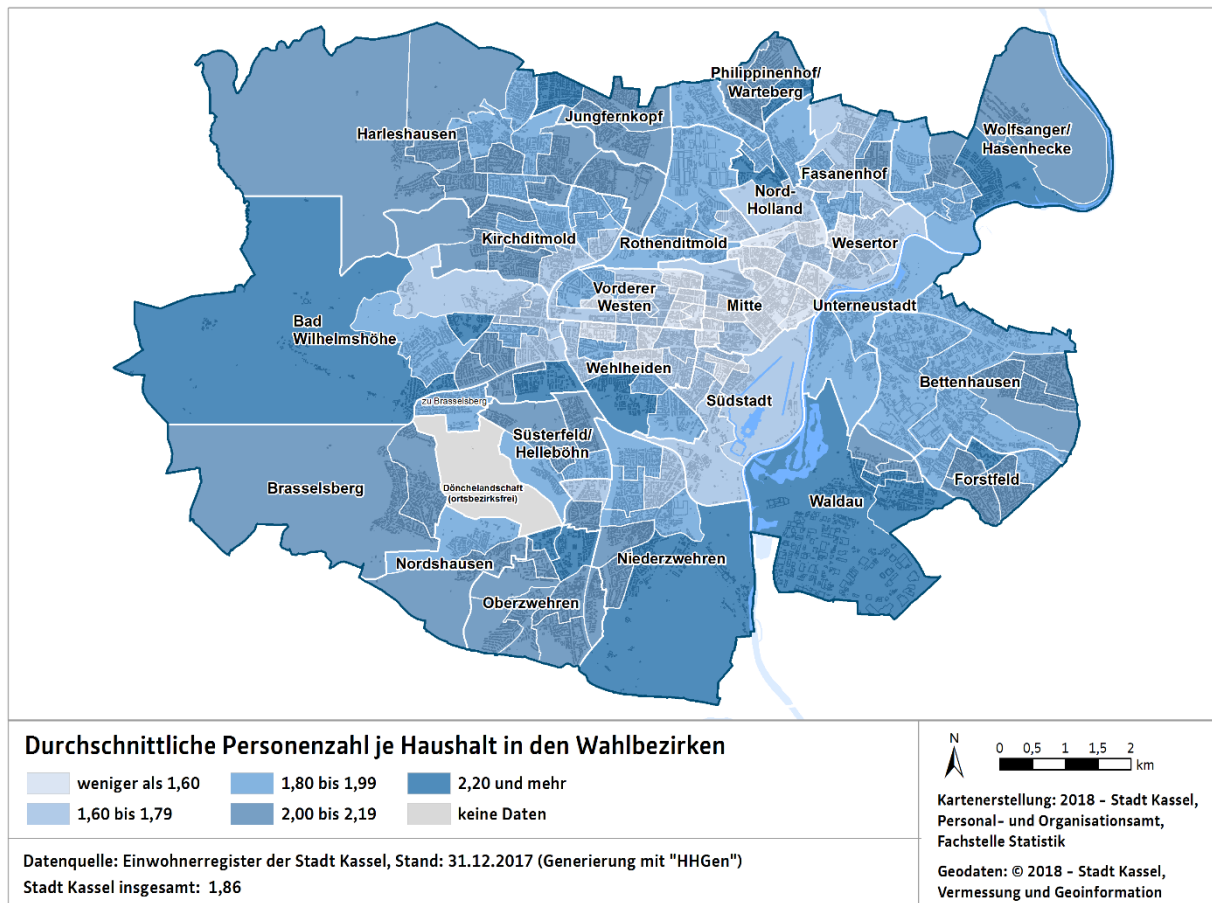 Philippinenhof/
Warteberg
Jungfernkopf
Harleshausen
Wolfsanger/
Hasenhecke
Fasanenhof
Nord-
Holland
Kirchditmold
Rothenditmold
Wesertor
Vorderer
Westen
Mitte
Unterneustadt
Bad
Wilhelmshöhe
Wehlheiden
Bettenhausen
zu Brasselsberg
Südstadt
Süsterfeld/
Helleböhn
Brasselsberg
Dönchelandschaft
(ortsbezirksfrei)
Forstfeld
Waldau
Nordshausen
Niederzwehren
Oberzwehren
Durchschnittliche Personenzahl je Haushalt in den Wahlbezirken
weniger als 1,60
1,80 bis 1,99
2,20 und mehr
1,60 bis 1,79
2,00 bis 2,19
keine Daten
Datenquelle: Einwohnerregister der Stadt Kassel, Stand: 31.12.2017 (Generierung mit "HHGen")
Stadt Kassel insgesamt: 1,86
N
0 0,5 1 1,5 2
km
Kartenerstellung: 2018 - Stadt Kassel,
Personal- und Organisationsamt,
Fachstelle Statistik
Geodaten: © 2018 - Stadt Kassel,
Vermessung und Geoinformation